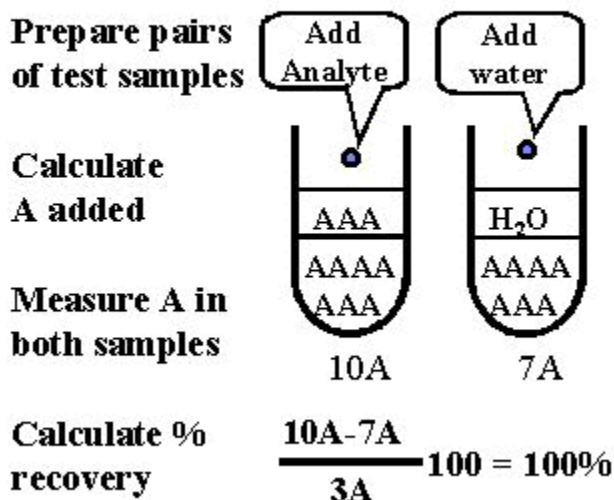 Prepare pairs
of test samples
Add
Analyte
Add
water
Calculate
A added
AAA
H₂O
AAAA
AAAA
Measure A in
both samples
AAA
AAA
10A
7A
Calculate %
recovery
10A-7A
3A
100 = 100%